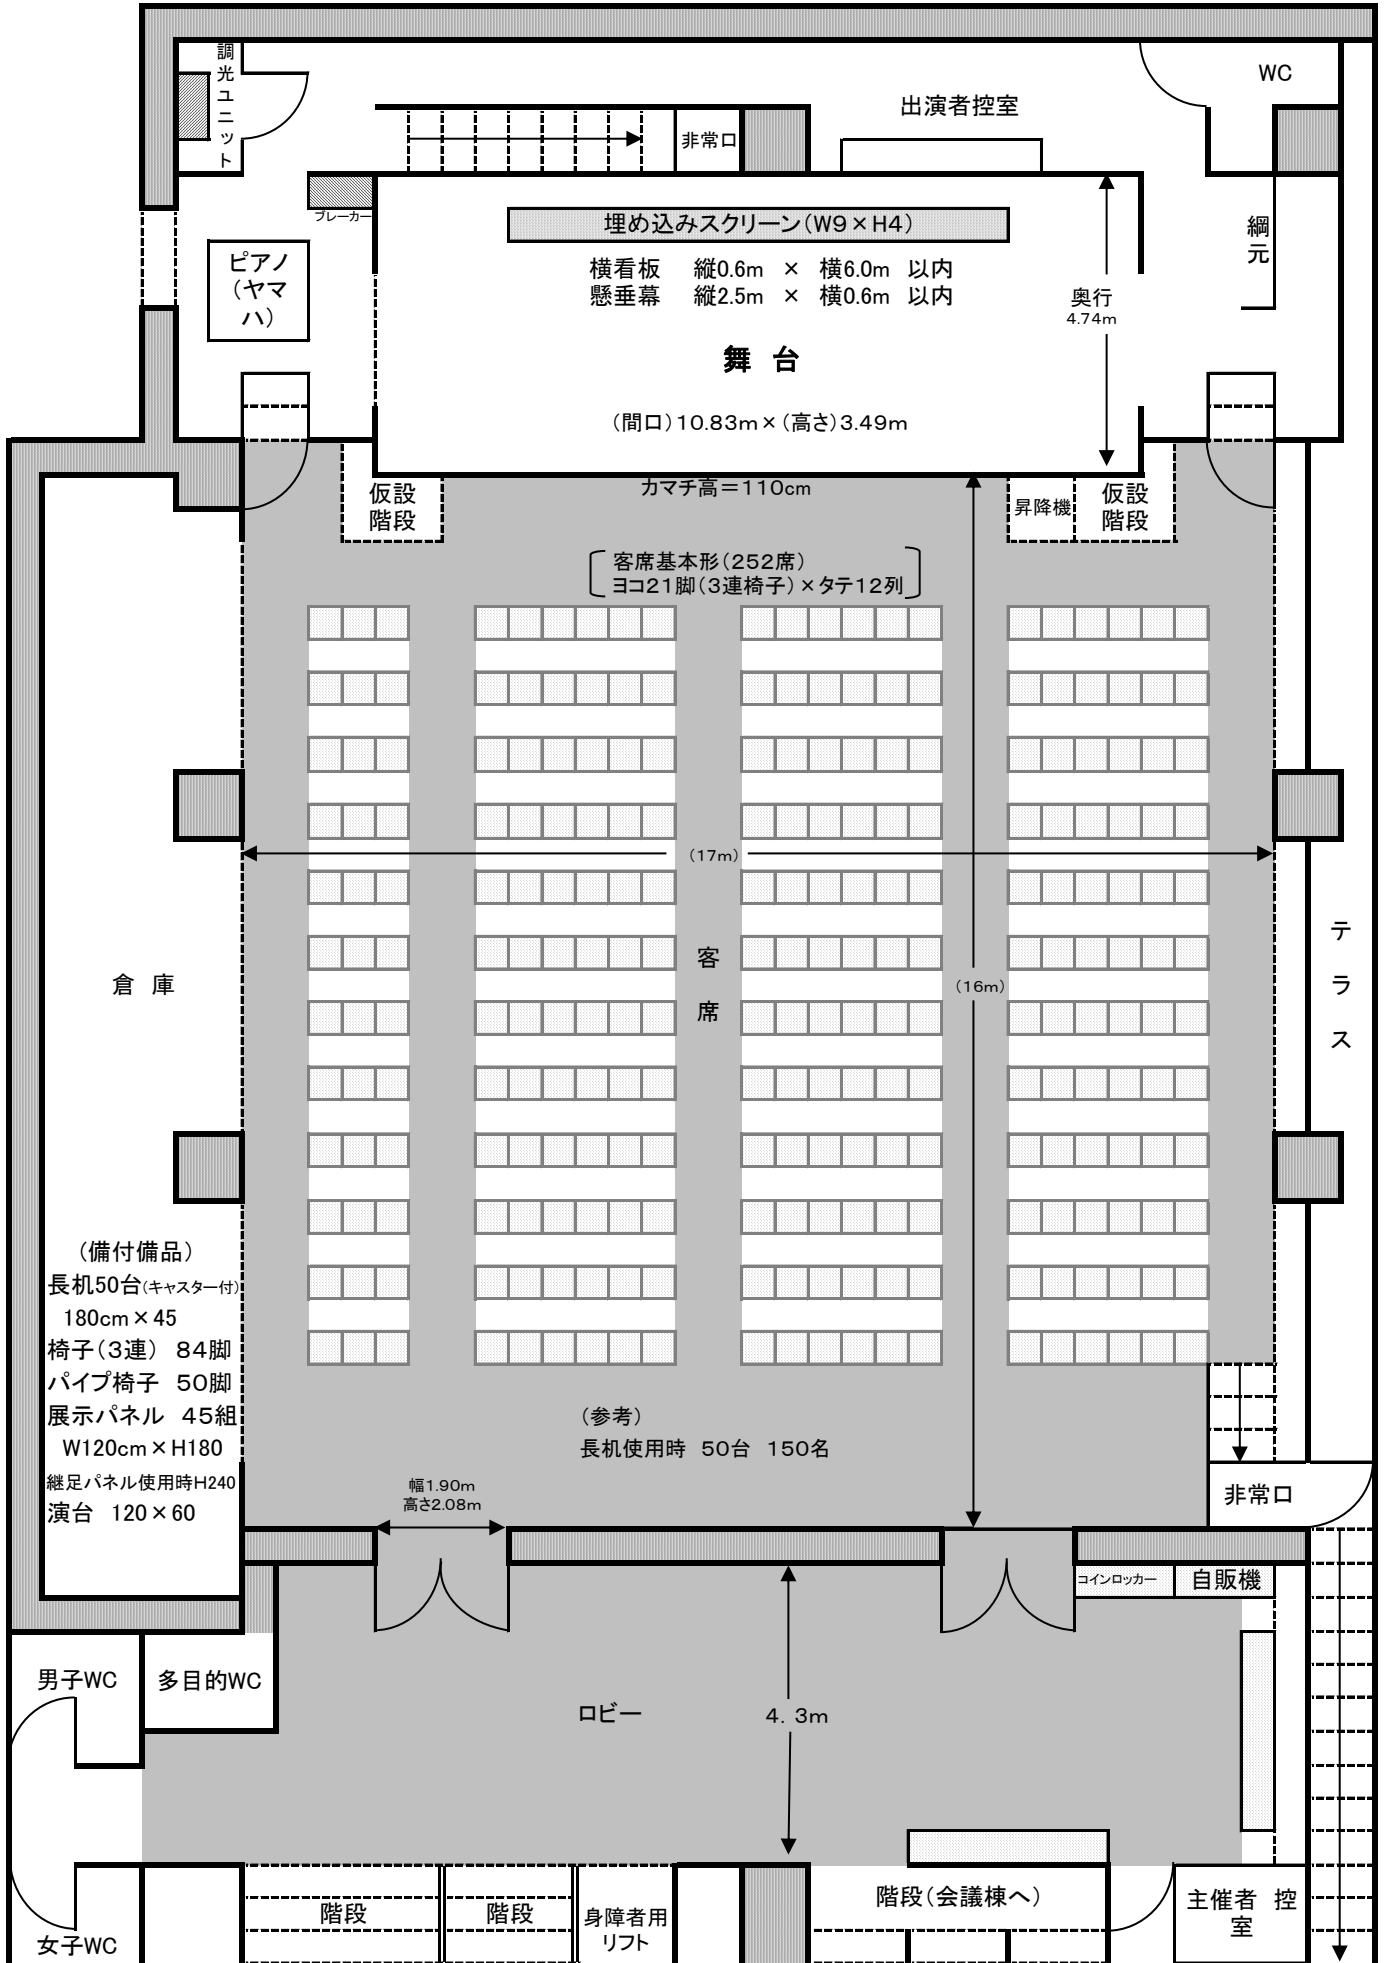 調光ユニット
WC
出演者控室
非常口
ブレーカー
埋め込みスクリーン(W9×H4)
綱元
ピアノ
(ヤマ
ハ)
横看板 縦0.6m × 横6.0m 以内
懸垂幕 縦2.5m × 横0.6m 以内
奥行
4.74m
舞 台
(間口)10.83m×(高さ)3.49m
カマチ高=110cm
仮設
階段
昇降機
仮設
階段
客席基本形(252席)
ヨコ21脚(3連椅子)×タテ12列
(17m)
客席
(16m)
テラス
倉 庫
(備付備品)
長机50台(キャスター付)
180cm×45
椅子(3連) 84脚
パイプ椅子 50脚
展示パネル 45組
W120cm×H180
継足パネル使用時H240
演台 120×60
(参考)
長机使用時 50台 150名
幅1.90m
高さ2.08m
非常口
コインロッカー
自販機
男子WC
多目的WC
ロビー
4.3m
階段
階段
身障者用
リフト
階段(会議棟へ)
主催者 控
室
女子WC